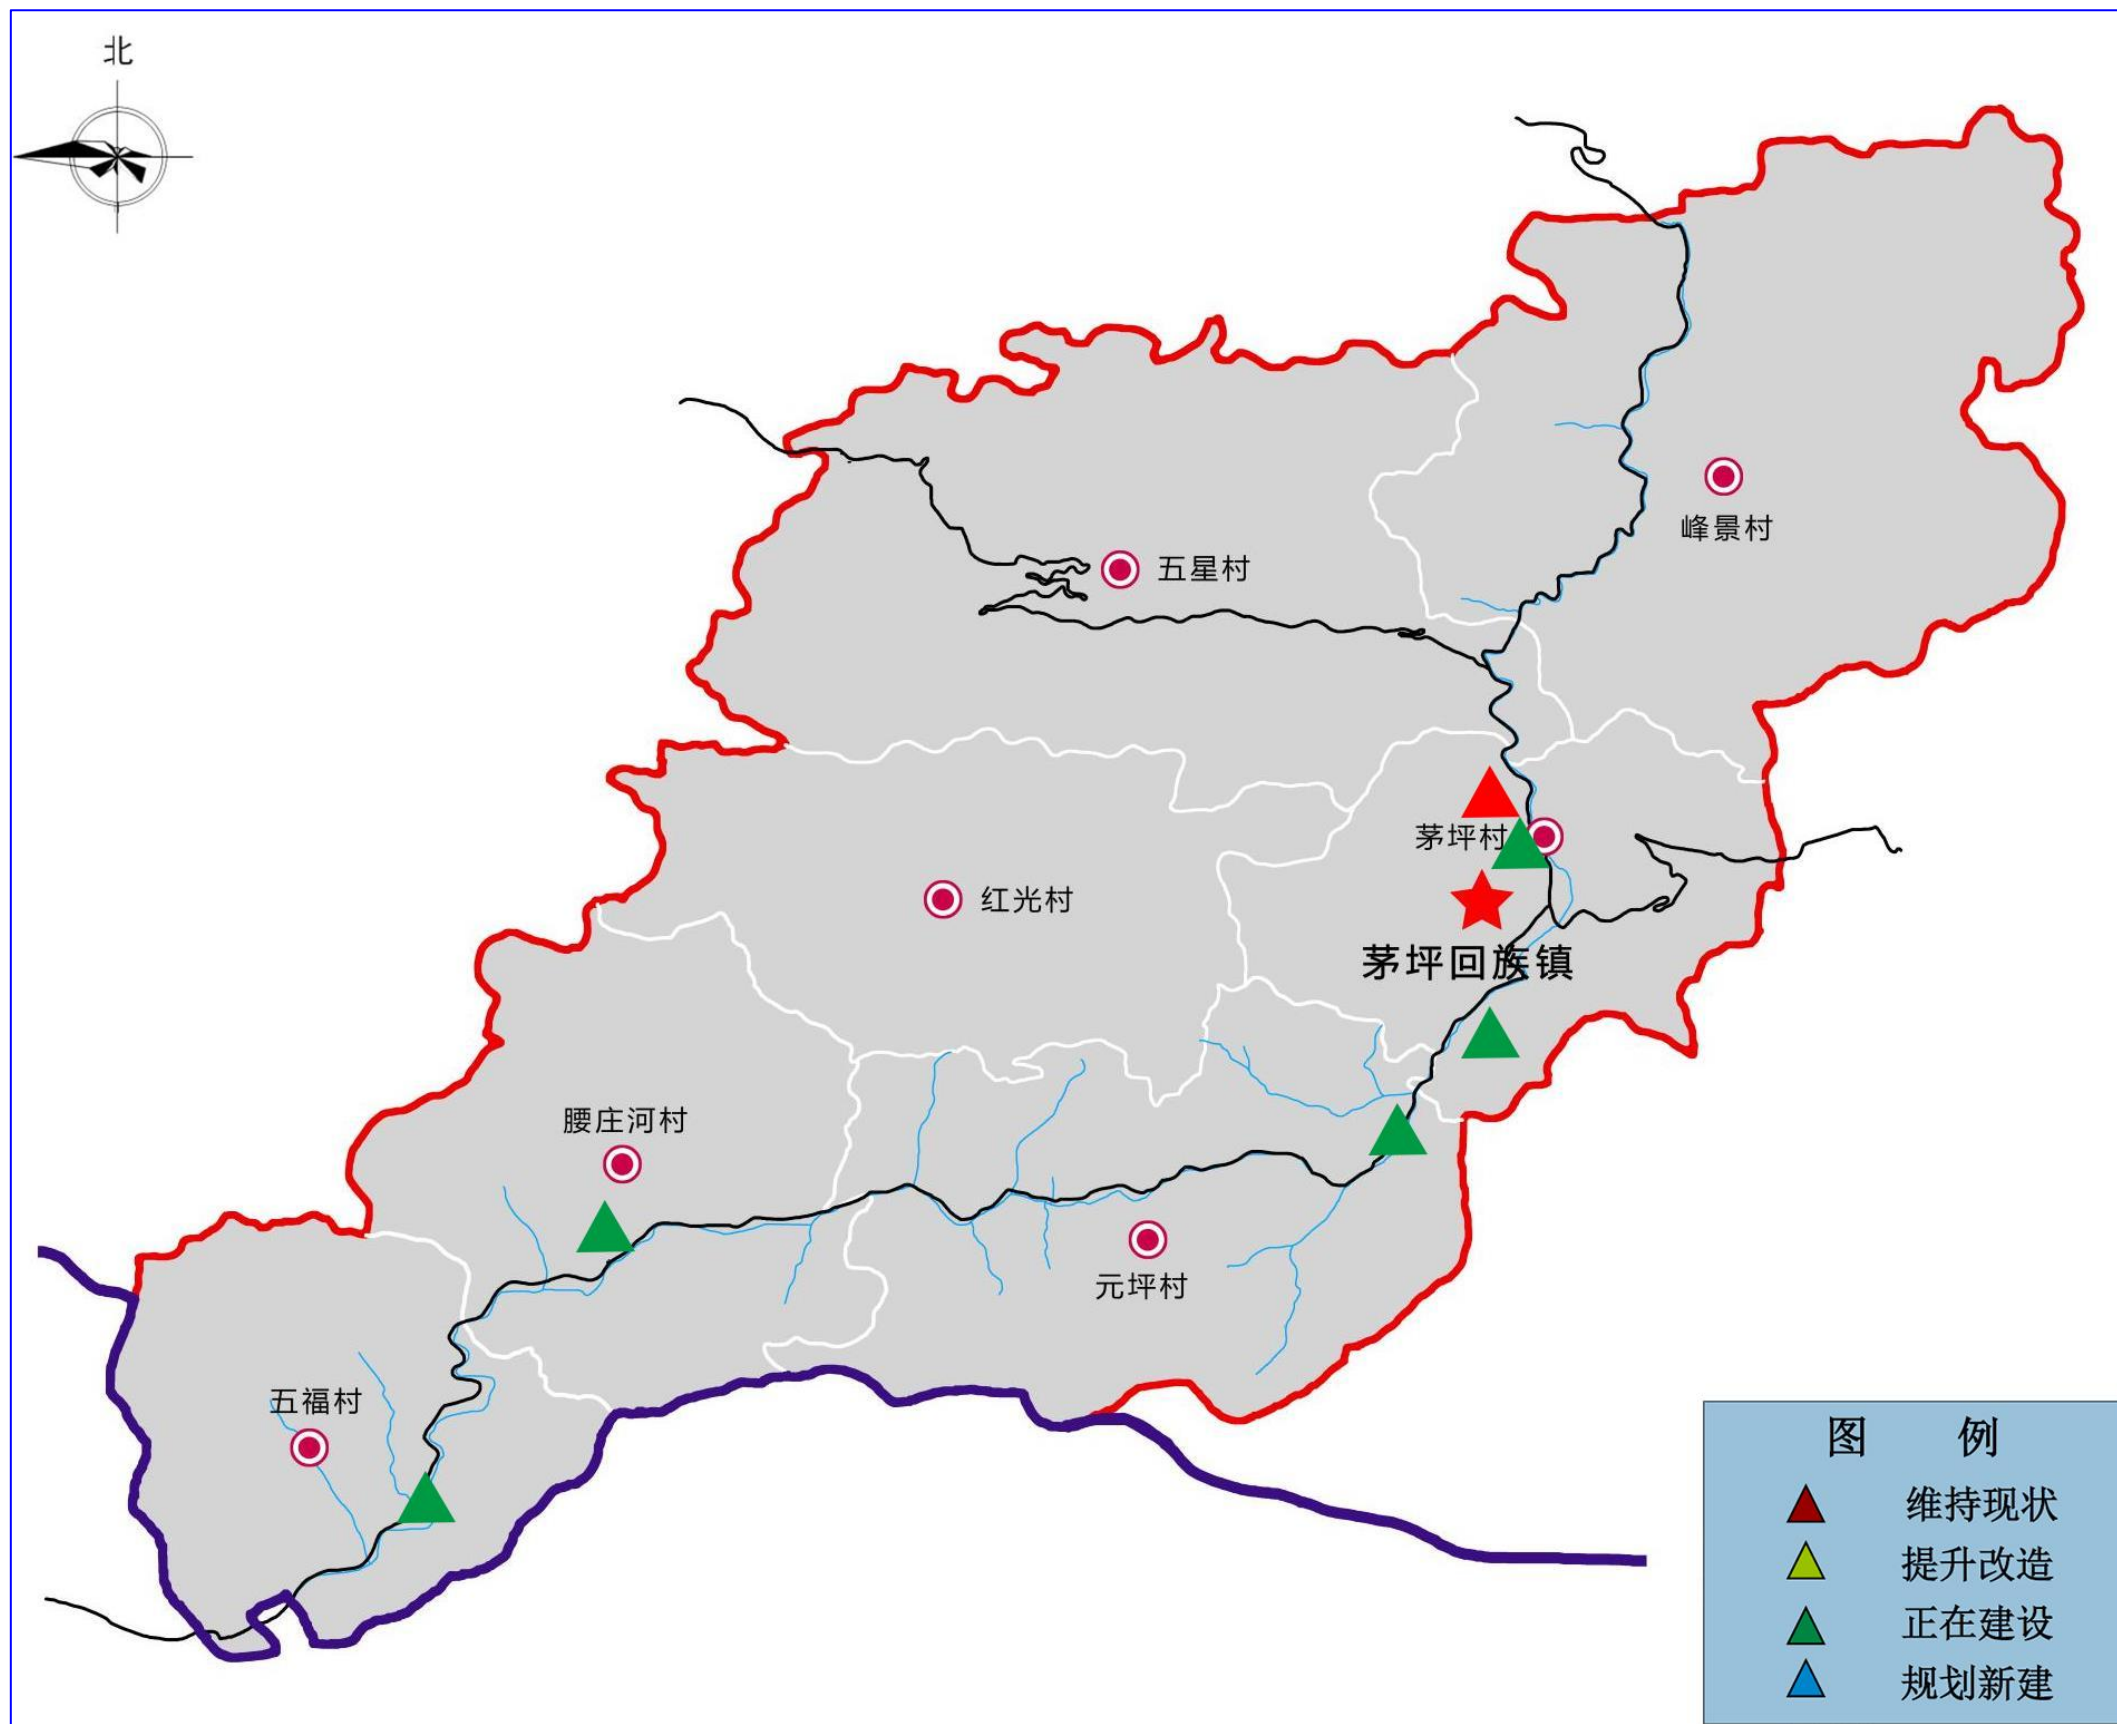 北
峰景村
五星村
茅坪村
红光村
茅坪回族镇
腰庄河村
元坪村
五福村
图 例
维持现状
提升改造
正在建设
规划新建